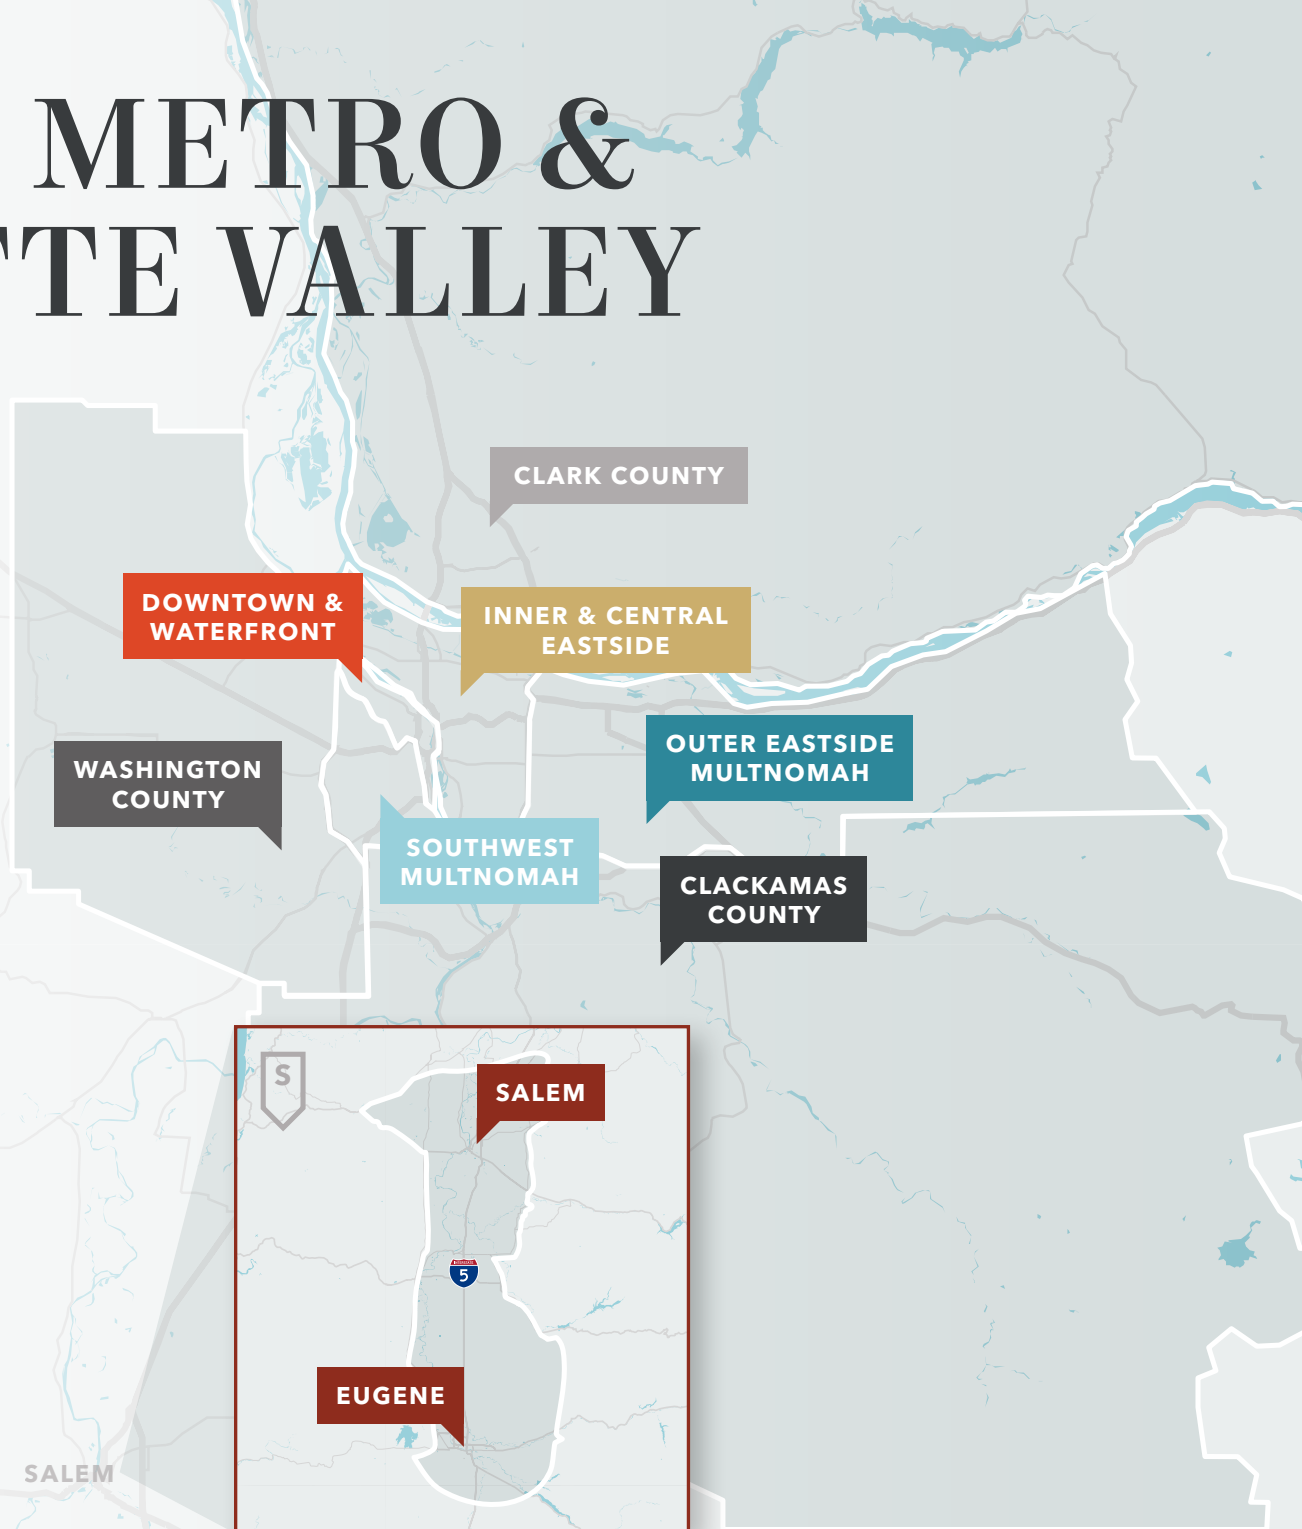 METRO &
TTE VALLEY
CLARK COUNTY
DOWNTOWN &
WATERFRONT
INNER & CENTRAL
EASTSIDE
OUTER EASTSIDE
MULTNOMAH
WASHINGTON
COUNTY
SOUTHWEST
MULTNOMAH
CLACKAMAS
COUNTY
S
SALEM
5
EUGENE
SALEM